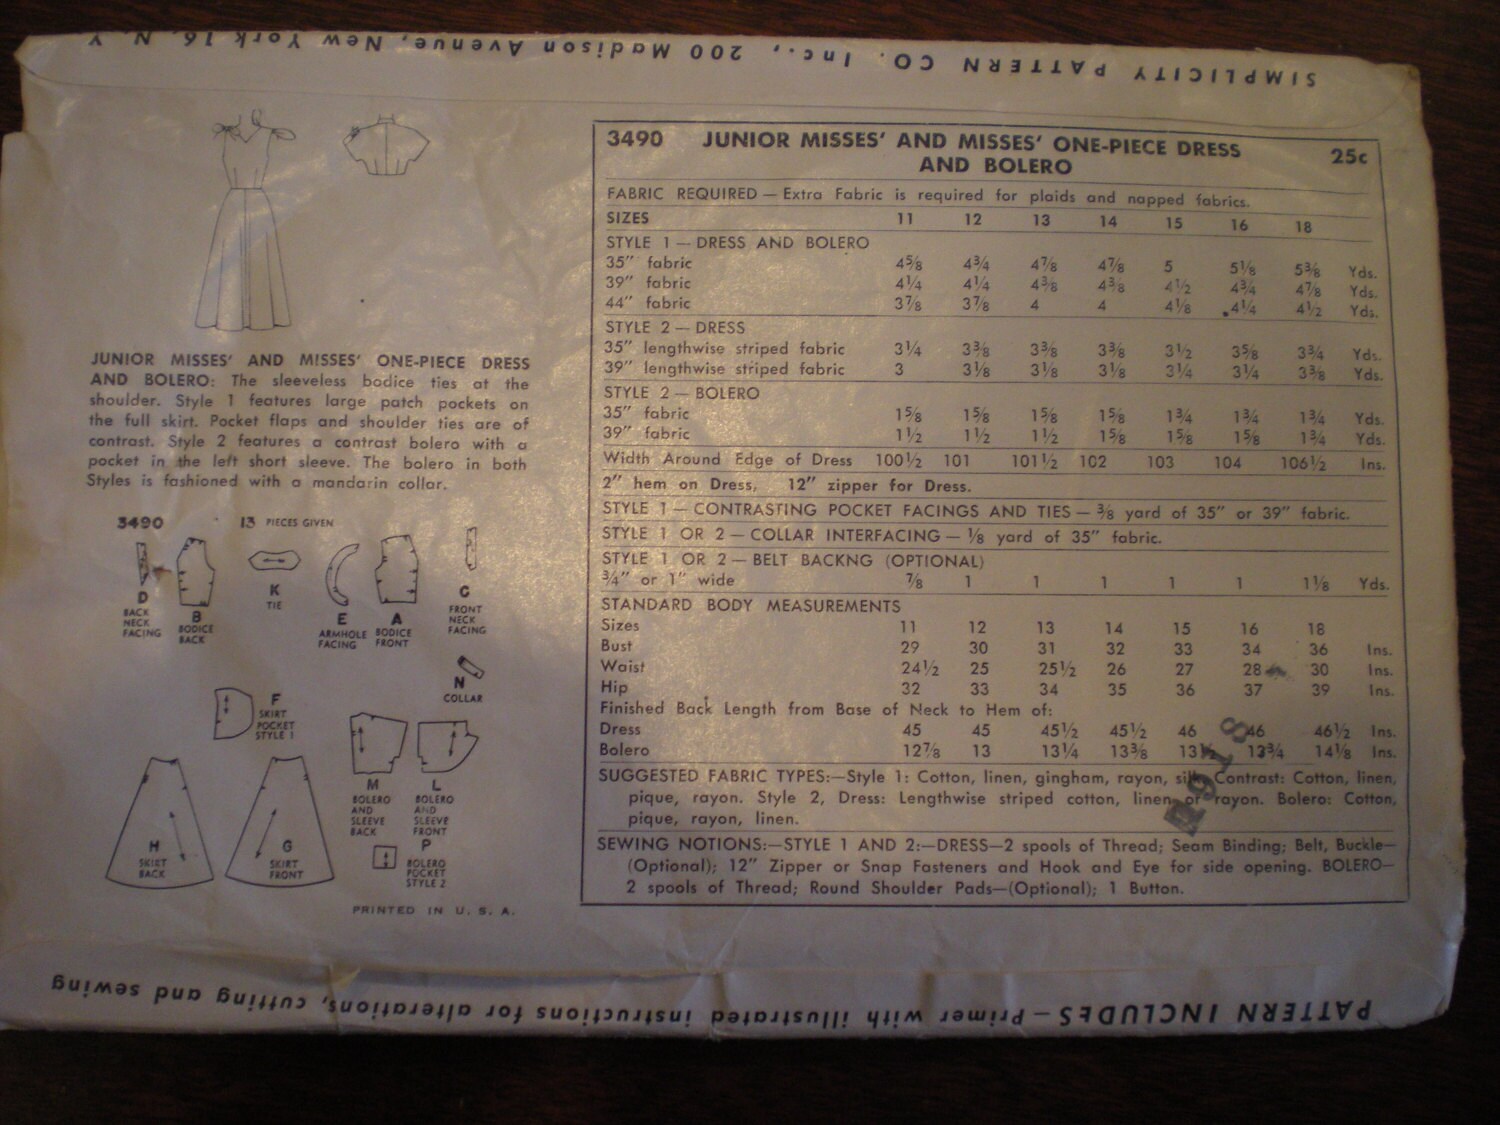 SIMPLICITY PATTERN CO. Inc., 200 Madison Avenue, New York 16, N. Y
JUNIOR MISSES' AND MISSES' ONE-PIECE DRESS
AND BOLERO: The sleeveless bodice ties at the
shoulder. Style 1 features large patch pockets on
the full skirt. Pocket flaps and shoulder ties are of
contrast. Style 2 features a contrast bolero with a
pocket in the left short sleeve. The bolero in both
Styles is fashioned with a mandarin collar.
3490 13 PIECES GIVEN
D
BACK
NECK
FACING
B
BODICE
BACK
K
TIE
E
ARMHOLE
FACING
A
BODICE
FRONT
C
FRONT
NECK
FACING
N
COLLAR
F
SKIRT
POCKET
STYLE 1
M
BOLERO
AND
SLEEVE
BACK
L
BOLERO
AND
SLEEVE
FRONT
H
SKIRT
BACK
G
SKIRT
FRONT
P
BOLERO
POCKET
STYLE 2
PRINTED IN U. S. A.
3490 JUNIOR MISSES' AND MISSES' ONE-PIECE DRESS 25c
AND BOLERO
FABRIC REQUIRED — Extra Fabric is required for plaids and napped fabrics.
SIZES 11 12 13 14 15 16 18
STYLE 1 — DRESS AND BOLERO
35" fabric 4⅝ 4¾ 4⅞ 4⅞ 5 5⅛ 5⅜ Yds.
39" fabric 4¼ 4¼ 4⅜ 4⅜ 4½ 4¾ 4⅞ Yds.
44" fabric 3⅞ 3⅞ 4 4 4⅛ 4¼ 4½ Yds.
STYLE 2 — DRESS
35" lengthwise striped fabric 3¼ 3⅜ 3⅜ 3⅜ 3½ 3⅝ 3¾ Yds.
39" lengthwise striped fabric 3 3⅛ 3⅛ 3⅛ 3¼ 3¼ 3⅜ Yds.
STYLE 2 — BOLERO
35" fabric 1⅝ 1⅝ 1⅝ 1⅝ 1¾ 1¾ 1¾ Yds.
39" fabric 1½ 1½ 1½ 1⅝ 1⅝ 1⅝ 1¾ Yds.
Width Around Edge of Dress 100½ 101 101½ 102 103 104 106½ Ins.
2" hem on Dress, 12" zipper for Dress.
STYLE 1 — CONTRASTING POCKET FACINGS AND TIES — ⅜ yard of 35" or 39" fabric.
STYLE 1 OR 2 — COLLAR INTERFACING — ⅛ yard of 35" fabric.
STYLE 1 OR 2 — BELT BACKNG (OPTIONAL)
¾" or 1" wide ⅞ 1 1 1 1 1 1⅛ Yds.
STANDARD BODY MEASUREMENTS
Sizes 11 12 13 14 15 16 18
Bust 29 30 31 32 33 34 36 Ins.
Waist 24½ 25 25½ 26 27 28 30 Ins.
Hip 32 33 34 35 36 37 39 Ins.
Finished Back Length from Base of Neck to Hem of:
Dress 45 45 45½ 45½ 46 46 46½ Ins.
Bolero 12⅞ 13 13¼ 13⅜ 13¾ 14⅛ Ins.
SUGGESTED FABRIC TYPES:—Style 1: Cotton, linen, gingham, rayon, silk. Contrast: Cotton, linen,
pique, rayon. Style 2, Dress: Lengthwise striped cotton, linen or rayon. Bolero: Cotton,
pique, rayon, linen.
SEWING NOTIONS:—STYLE 1 AND 2:—DRESS—2 spools of Thread; Seam Binding; Belt, Buckle—
(Optional); 12" Zipper or Snap Fasteners and Hook and Eye for side opening. BOLERO—
2 spools of Thread; Round Shoulder Pads—(Optional); 1 Button.
PATTERN INCLUDES — Primer with illustrated instructions for alterations, cutting and sewing